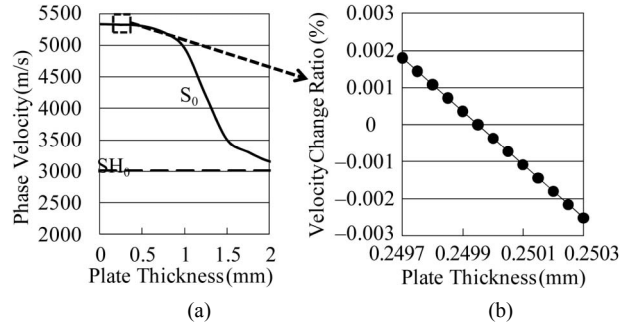 5500
5000
4500
4000
3500
3000
2500
2000
Phase Velocity(m/s)
S0
SH0
0 0.5 1 1.5 2
Plate Thickness(mm)
(a)
0.003
0.002
0.001
0
−0.001
−0.002
−0.003
Velocity Change Ratio(%)
0.2497 0.2499 0.2501 0.2503
Plate Thickness(mm)
(b)